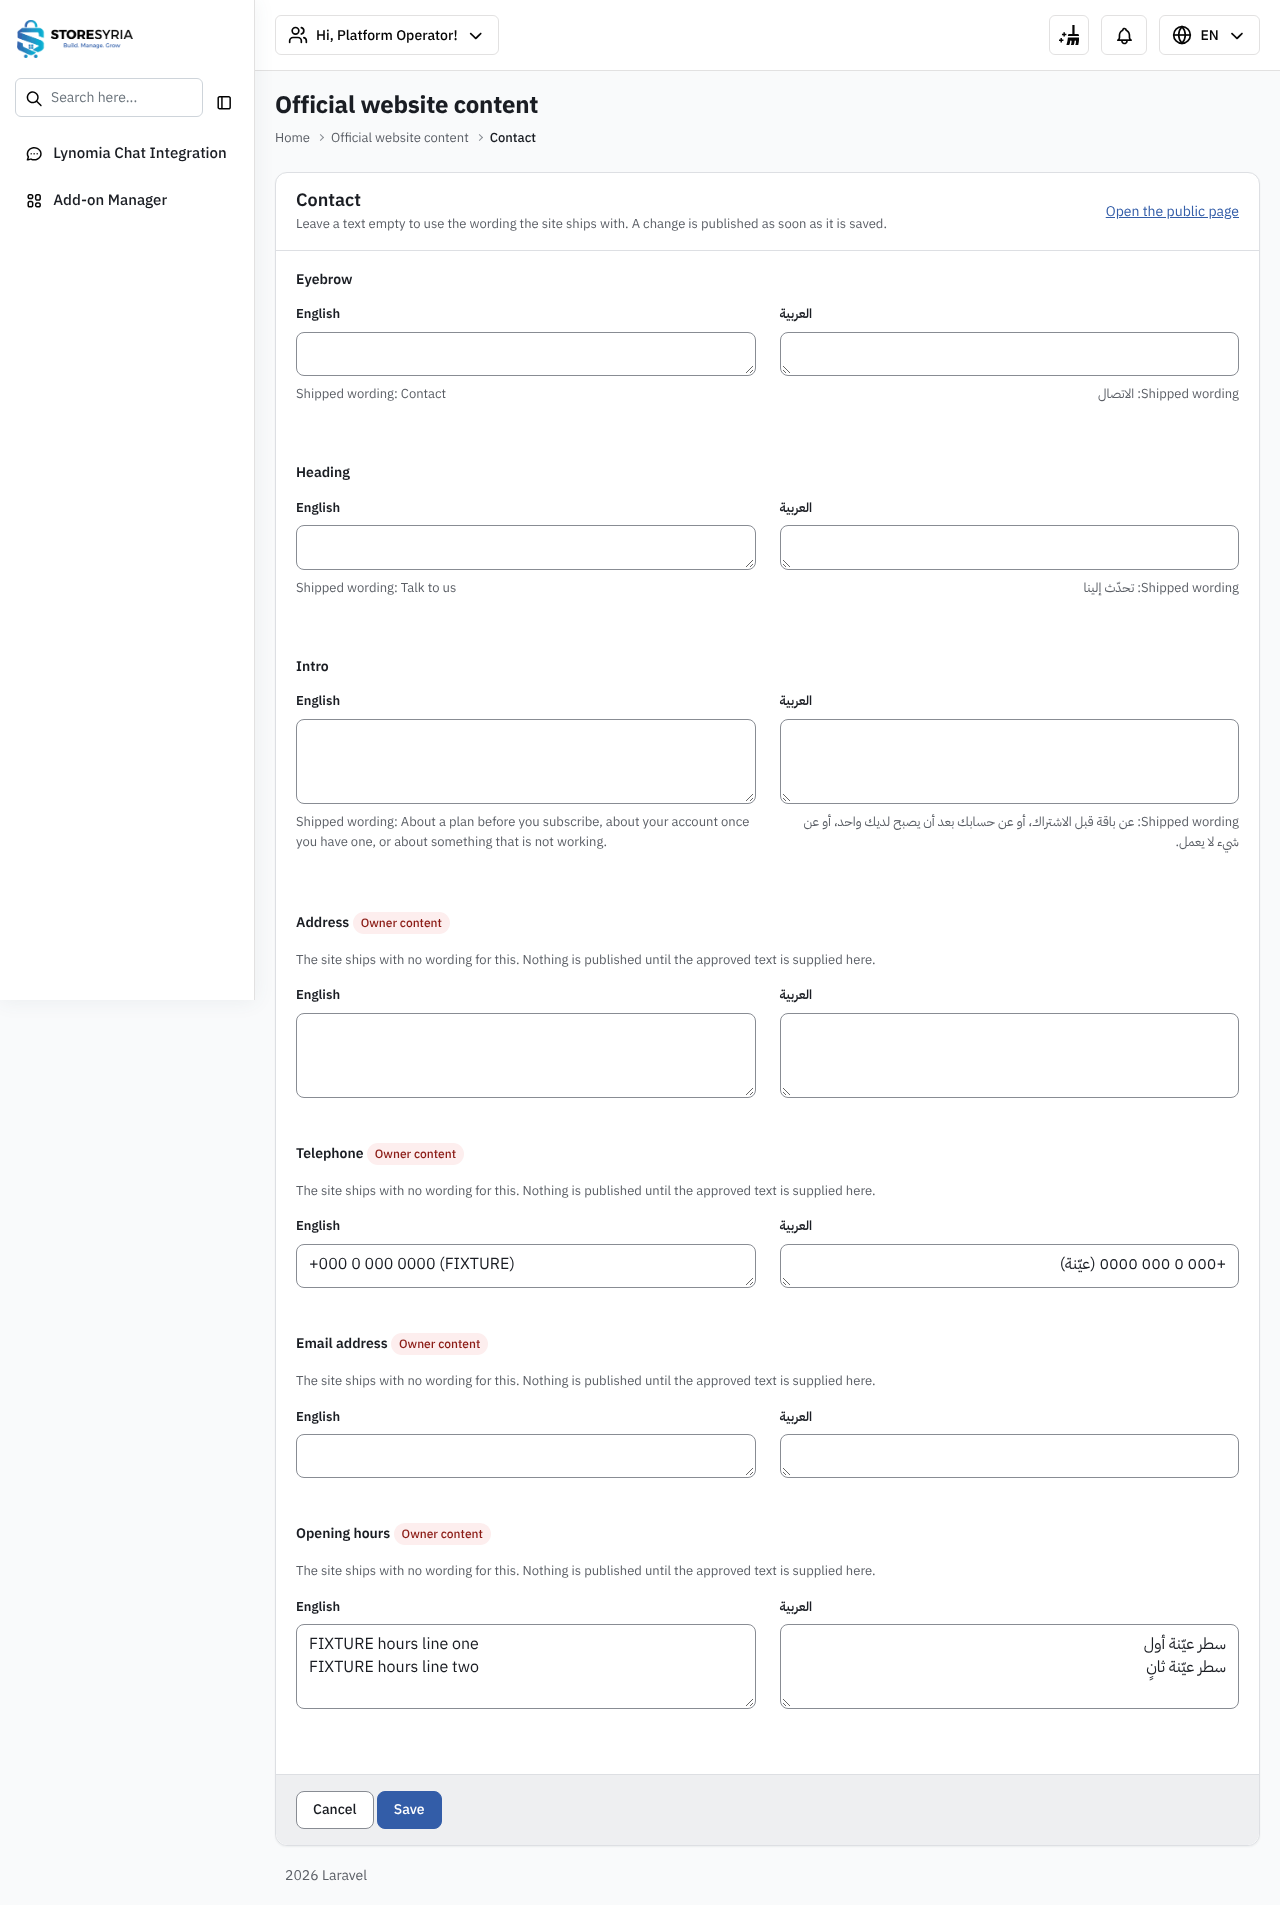 STORESYRIA
Build. Manage. Grow
Search here...
Lynomia Chat Integration
Add-on Manager
Hi, Platform Operator!
EN
Official website content
Home > Official website content > Contact
Contact
Leave a text empty to use the wording the site ships with. A change is published as soon as it is saved.
Open the public page
Eyebrow
English
العربية
Shipped wording: Contact
Shipped wording: الاتصال
Heading
English
العربية
Shipped wording: Talk to us
Shipped wording: تحدّث إلينا
Intro
English
العربية
Shipped wording: About a plan before you subscribe, about your account once
you have one, or about something that is not working.
Shipped wording: عن باقة قبل الاشتراك، أو عن حسابك بعد أن يصبح لديك واحد، أو عن
شيء لا يعمل.
Address Owner content
The site ships with no wording for this. Nothing is published until the approved text is supplied here.
English
العربية
Telephone Owner content
The site ships with no wording for this. Nothing is published until the approved text is supplied here.
English
العربية
+000 0 000 0000 (FIXTURE)
+000 0 000 0000 (عيّنة)
Email address Owner content
The site ships with no wording for this. Nothing is published until the approved text is supplied here.
English
العربية
Opening hours Owner content
The site ships with no wording for this. Nothing is published until the approved text is supplied here.
English
العربية
FIXTURE hours line one
FIXTURE hours line two
سطر عيّنة أول
سطر عيّنة ثانٍ
Cancel
Save
2026 Laravel